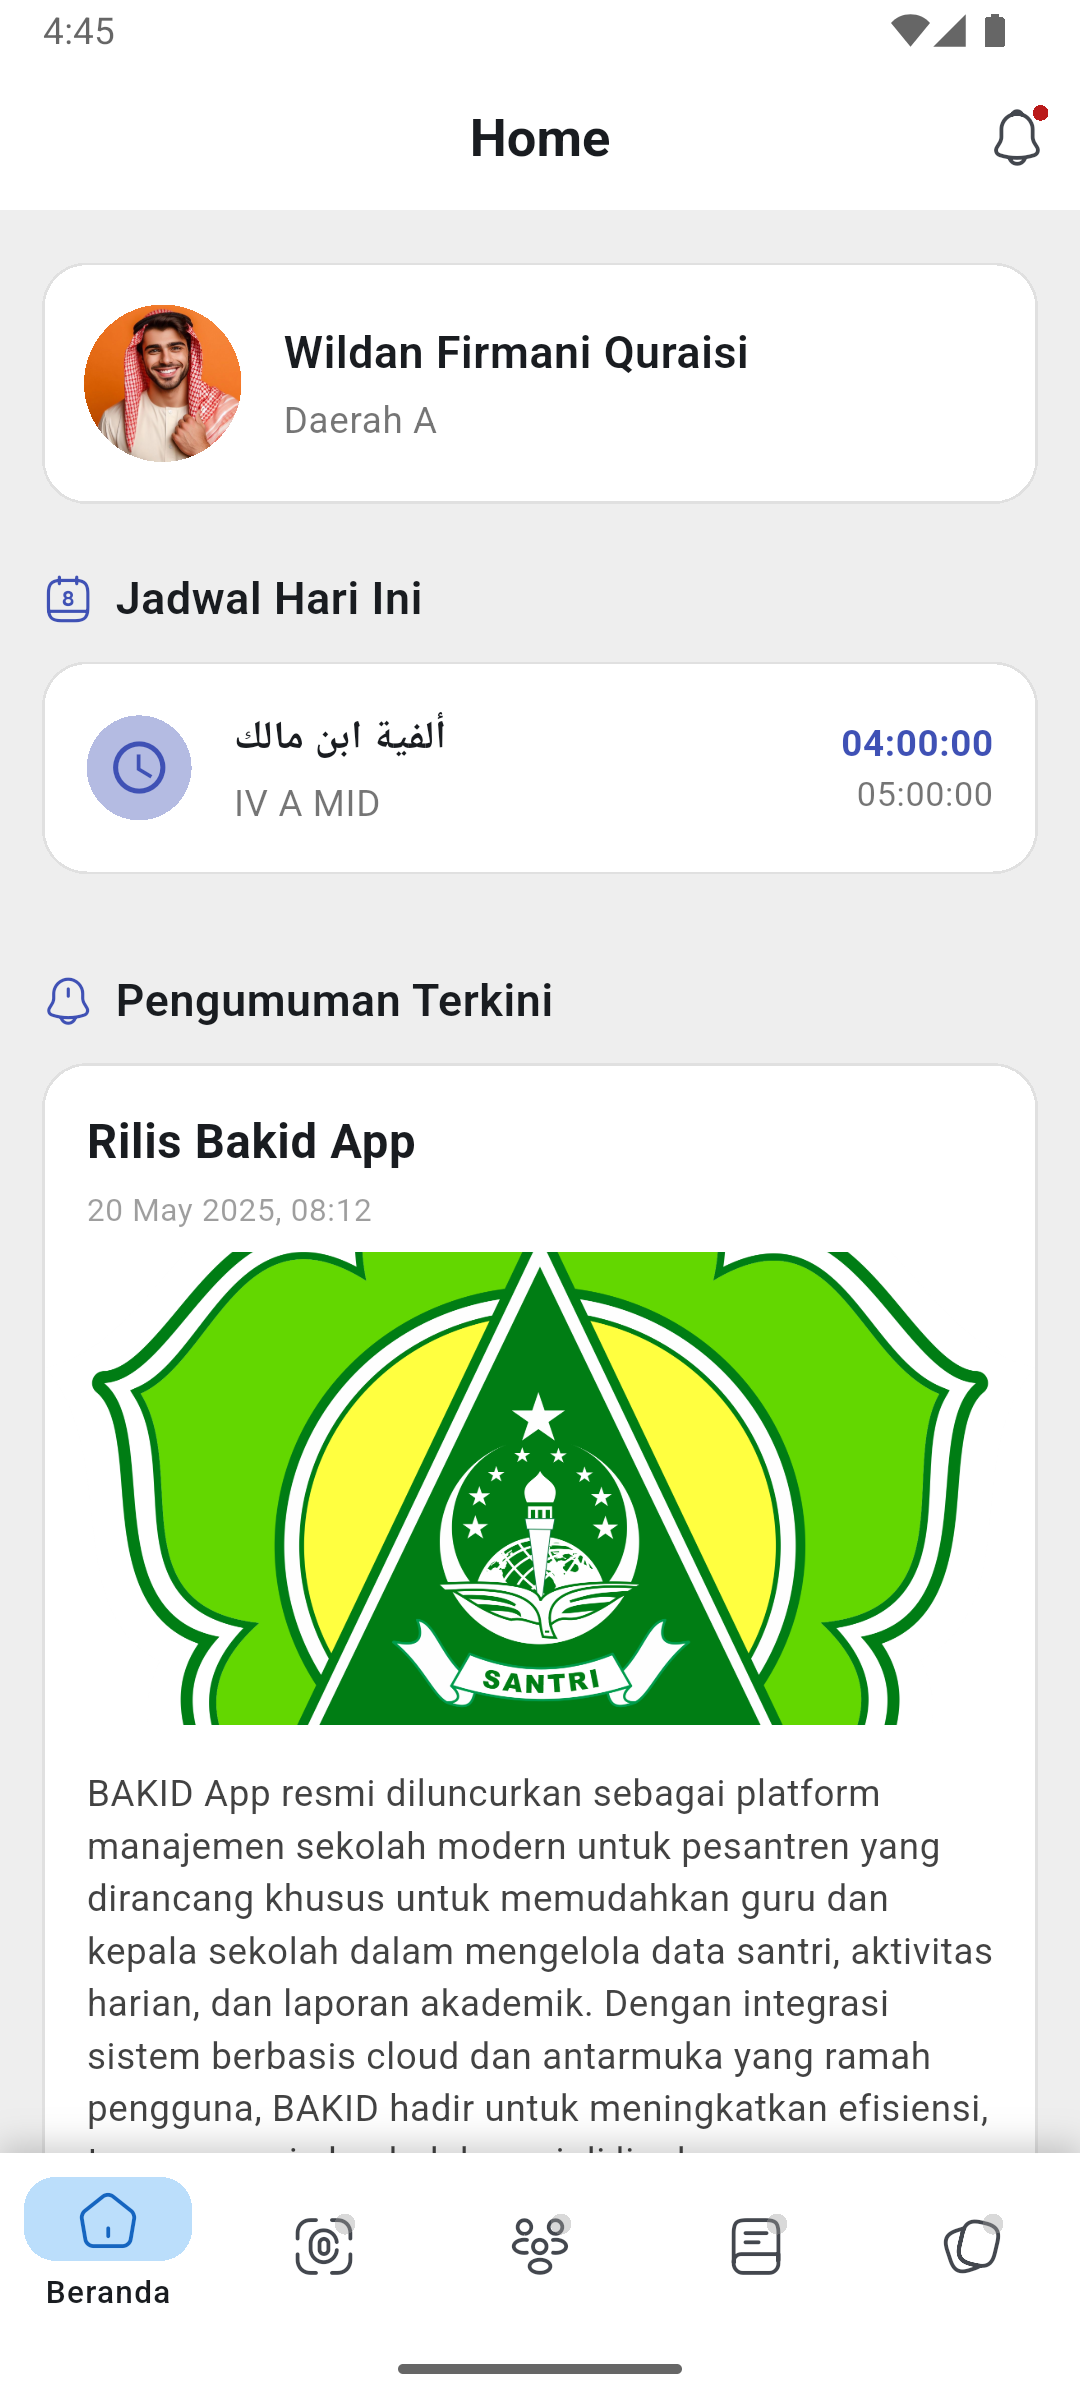 4:45
Home
Wildan Firmani Quraisi
Daerah A
8
Jadwal Hari Ini
ألفية ابن مالك
04:00:00
IV A MID
05:00:00
Pengumuman Terkini
Rilis Bakid App
20 May 2025, 08:12
SANTRI
BAKID App resmi diluncurkan sebagai platform
manajemen sekolah modern untuk pesantren yang
dirancang khusus untuk memudahkan guru dan
kepala sekolah dalam mengelola data santri, aktivitas
harian, dan laporan akademik. Dengan integrasi
sistem berbasis cloud dan antarmuka yang ramah
pengguna, BAKID hadir untuk meningkatkan efisiensi,
Beranda